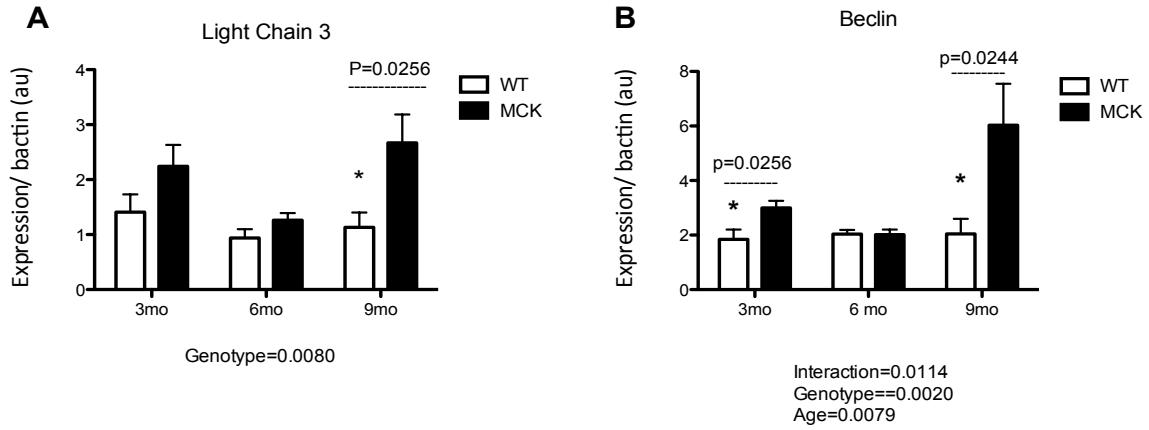 A
Light Chain 3
Expression/ bactin (au)
4
3
2
1
0
P=0.0256
*
WT
MCK
3mo
6mo
9mo
Genotype=0.0080
B
Beclin
Expression/ bactin (au)
8
6
4
2
0
p=0.0256
*
p=0.0244
*
WT
MCK
3mo
6 mo
9mo
Interaction=0.0114
Genotype==0.0020
Age=0.0079